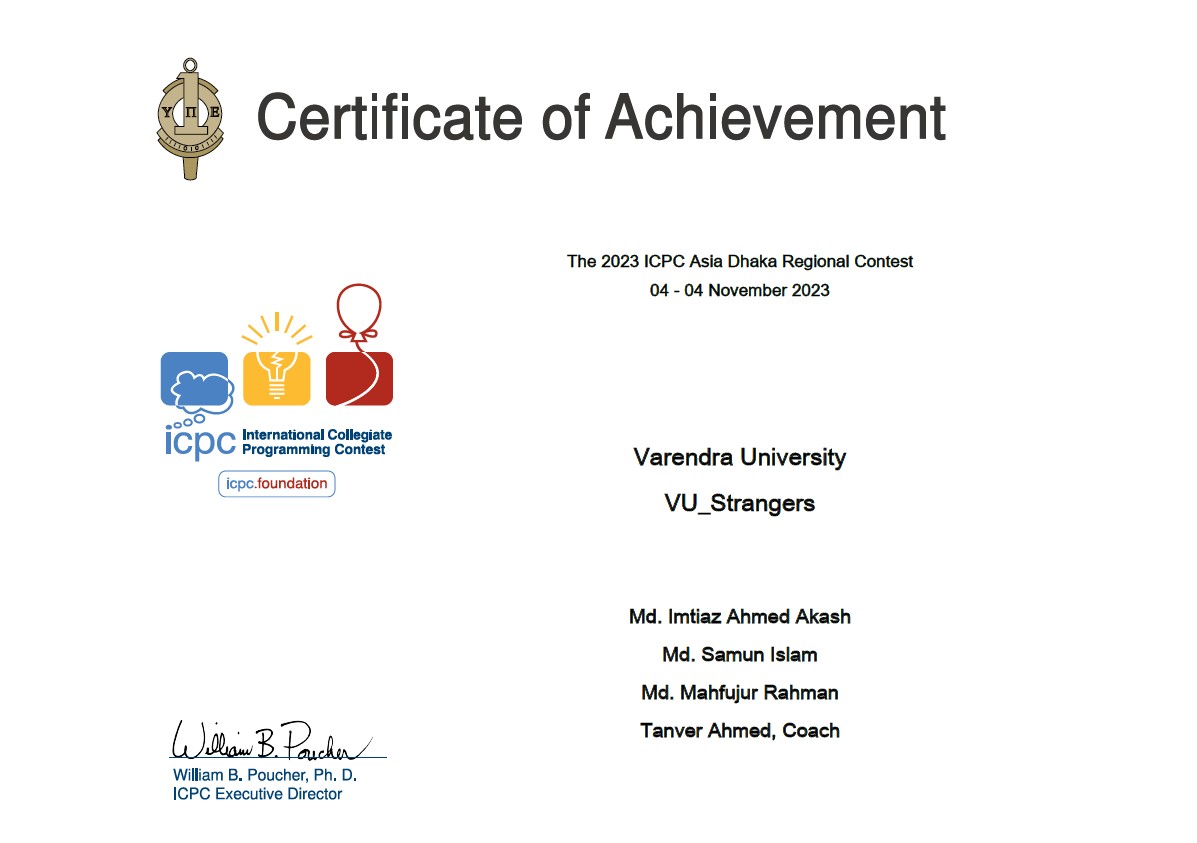 Υ Π Ε
Certificate of Achievement
The 2023 ICPC Asia Dhaka Regional Contest
04 - 04 November 2023
icpc International Collegiate
Programming Contest
icpc.foundation
Varendra University
VU_Strangers
Md. Imtiaz Ahmed Akash
Md. Samun Islam
Md. Mahfujur Rahman
Tanver Ahmed, Coach
William B. Poucher
William B. Poucher, Ph. D.
ICPC Executive Director